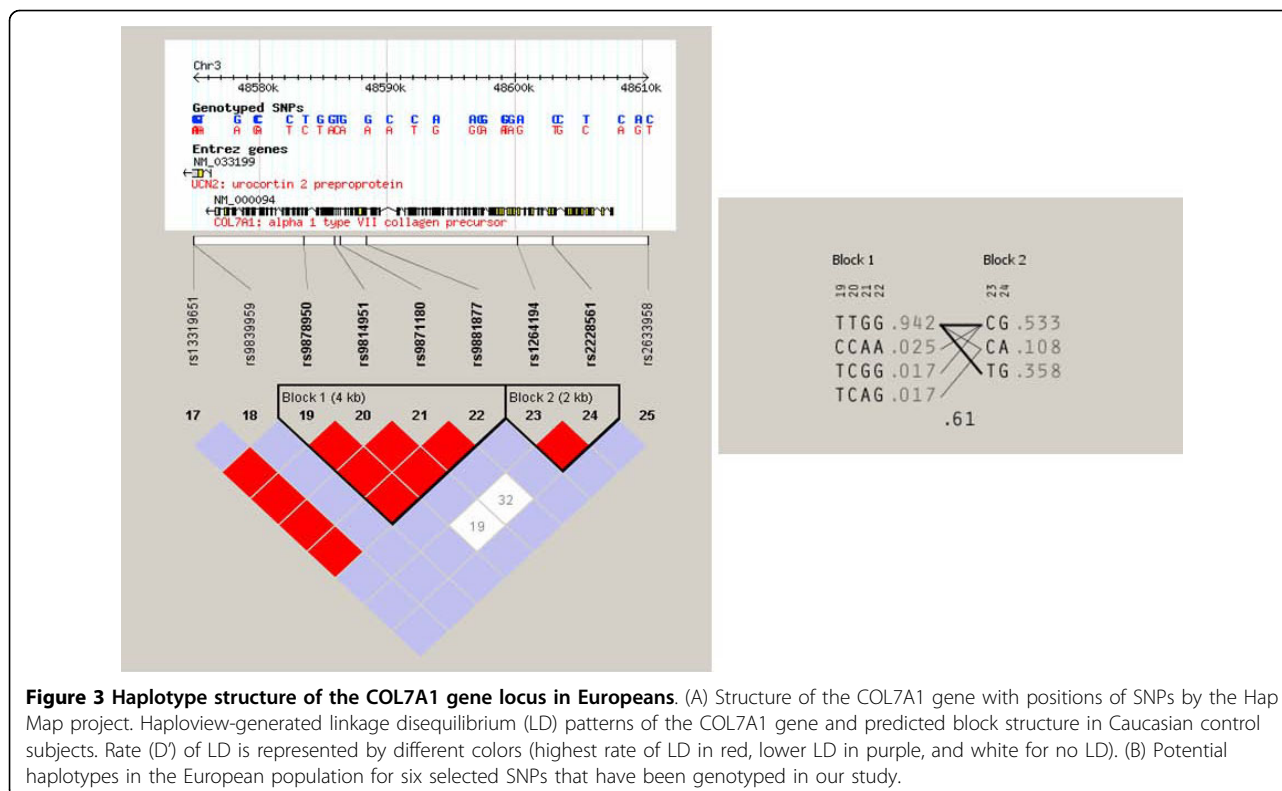 Chr3
48580k 48590k 48600k 48610k
Genotyped SNPs
Entrez genes
NM_033199
UCN2: urocortin 2 preproprotein
NM_000094
COL7A1: alpha 1 type VII collagen precursor
rs13319651 rs9839959 rs9878950 rs9814951 rs9871180 rs9881877 rs1264194 rs2228561 rs2633958
Block 1 (4 kb) Block 2 (2 kb)
17 18 19 20 21 22 23 24 25
32
19
Block 1 Block 2
19 20 21 22 23 24
TTGG .942 CG .533
CCAA .025 CA .108
TCGG .017 TG .358
TCAG .017
.61
Figure 3 Haplotype structure of the COL7A1 gene locus in Europeans. (A) Structure of the COL7A1 gene with positions of SNPs by the Hap
Map project. Haploview-generated linkage disequilibrium (LD) patterns of the COL7A1 gene and predicted block structure in Caucasian control
subjects. Rate (D') of LD is represented by different colors (highest rate of LD in red, lower LD in purple, and white for no LD). (B) Potential
haplotypes in the European population for six selected SNPs that have been genotyped in our study.